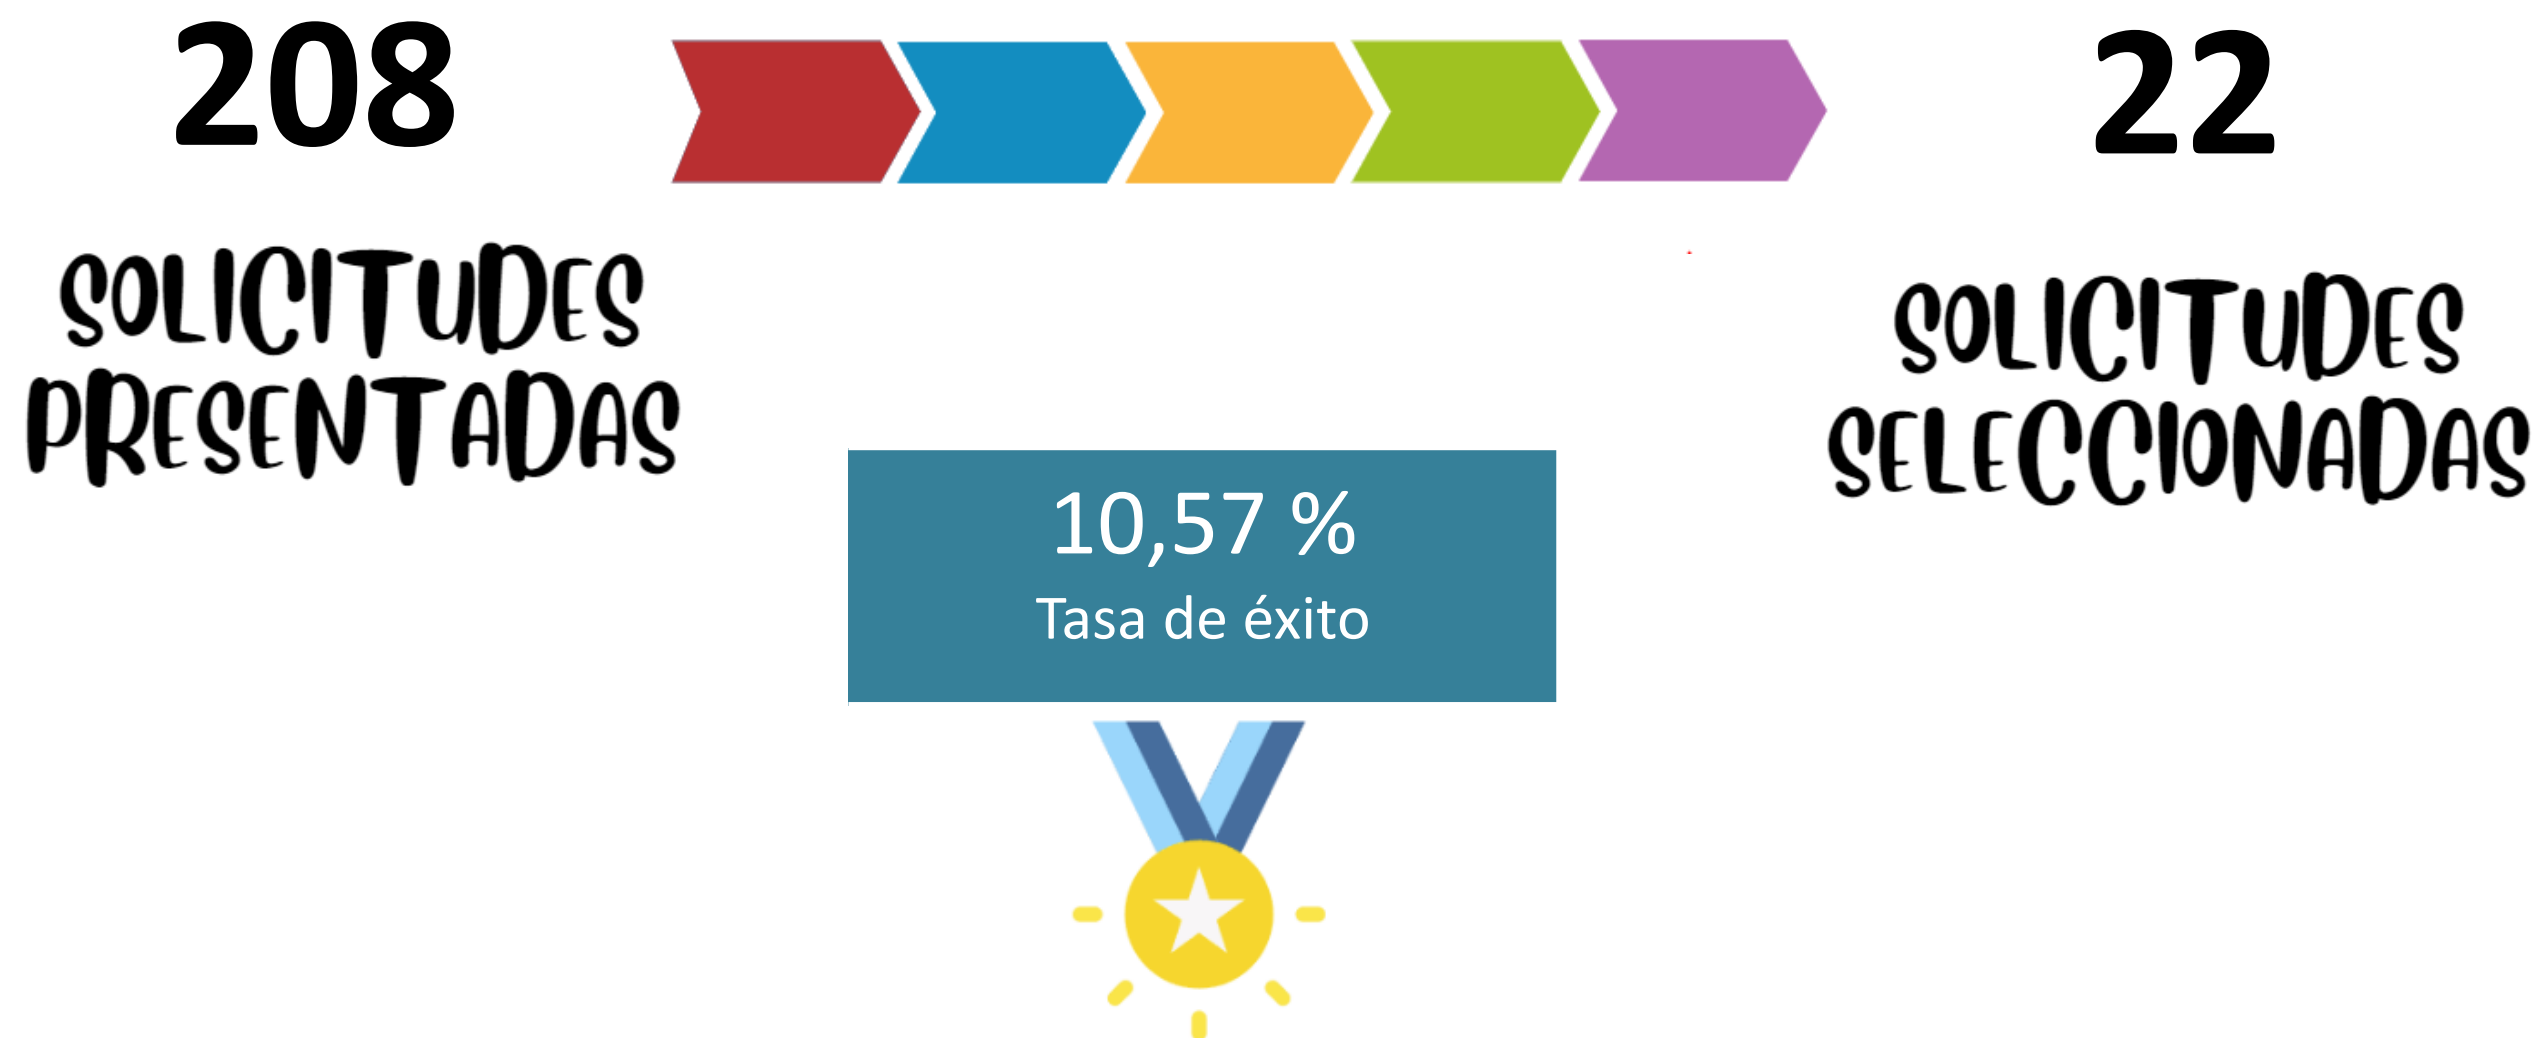 208
SOLICITUDES
PRESENTADAS
22
SOLICITUDES
SELECCIONADAS
10,57 %
Tasa de éxito